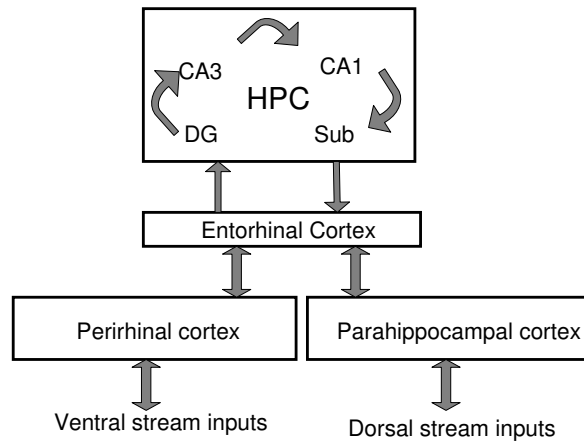 CA3
CA1
HPC
DG
Sub
Entorhinal Cortex
Perirhinal cortex
Parahippocampal cortex
Ventral stream inputs
Dorsal stream inputs